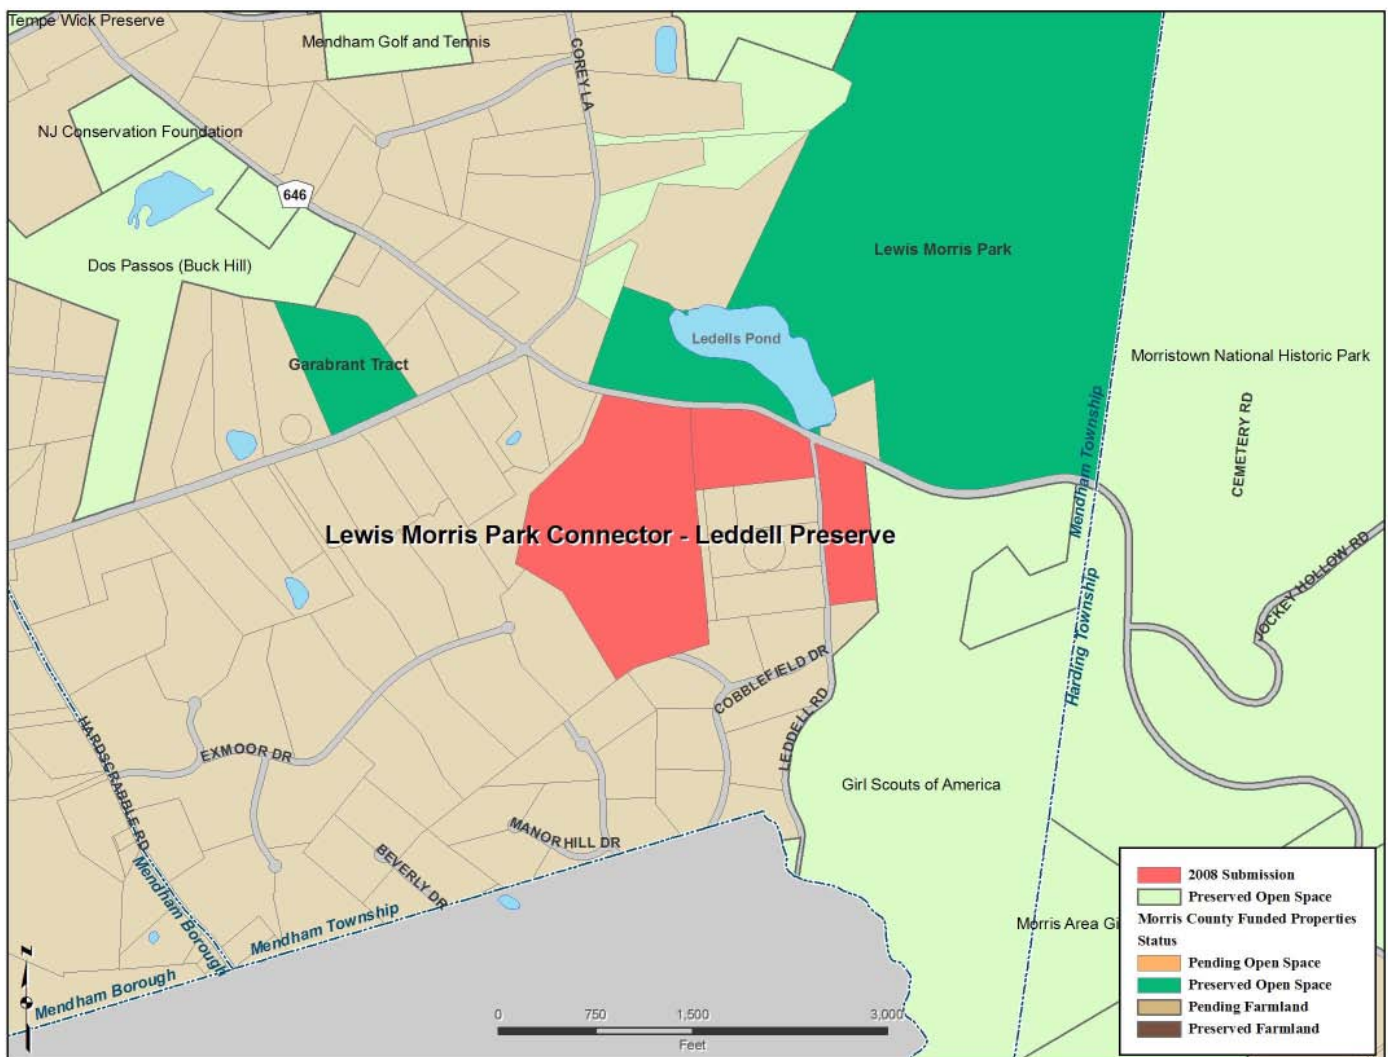 Tempe Wick Preserve
Mendham Golf and Tennis
COREY LA
NJ Conservation Foundation
646
Dos Passos (Buck Hill)
Lewis Morris Park
Ledells Pond
Garabrant Tract
Morristown National Historic Park
Mendham Township
CEMETERY RD
Lewis Morris Park Connector - Leddell Preserve
JOCKEY HOLLOW RD
Harding Township
COBBLEFIELD DR
LEDDELL RD
HARDSCRABBLE RD
EXMOOR DR
Girl Scouts of America
MANOR HILL DR
BEVERLY DR
Mendham Borough
Mendham Township
Mendham Borough
Morris Area Gi
N
0 750 1,500 3,000
Feet
2008 Submission
Preserved Open Space
Morris County Funded Properties
Status
Pending Open Space
Preserved Open Space
Pending Farmland
Preserved Farmland